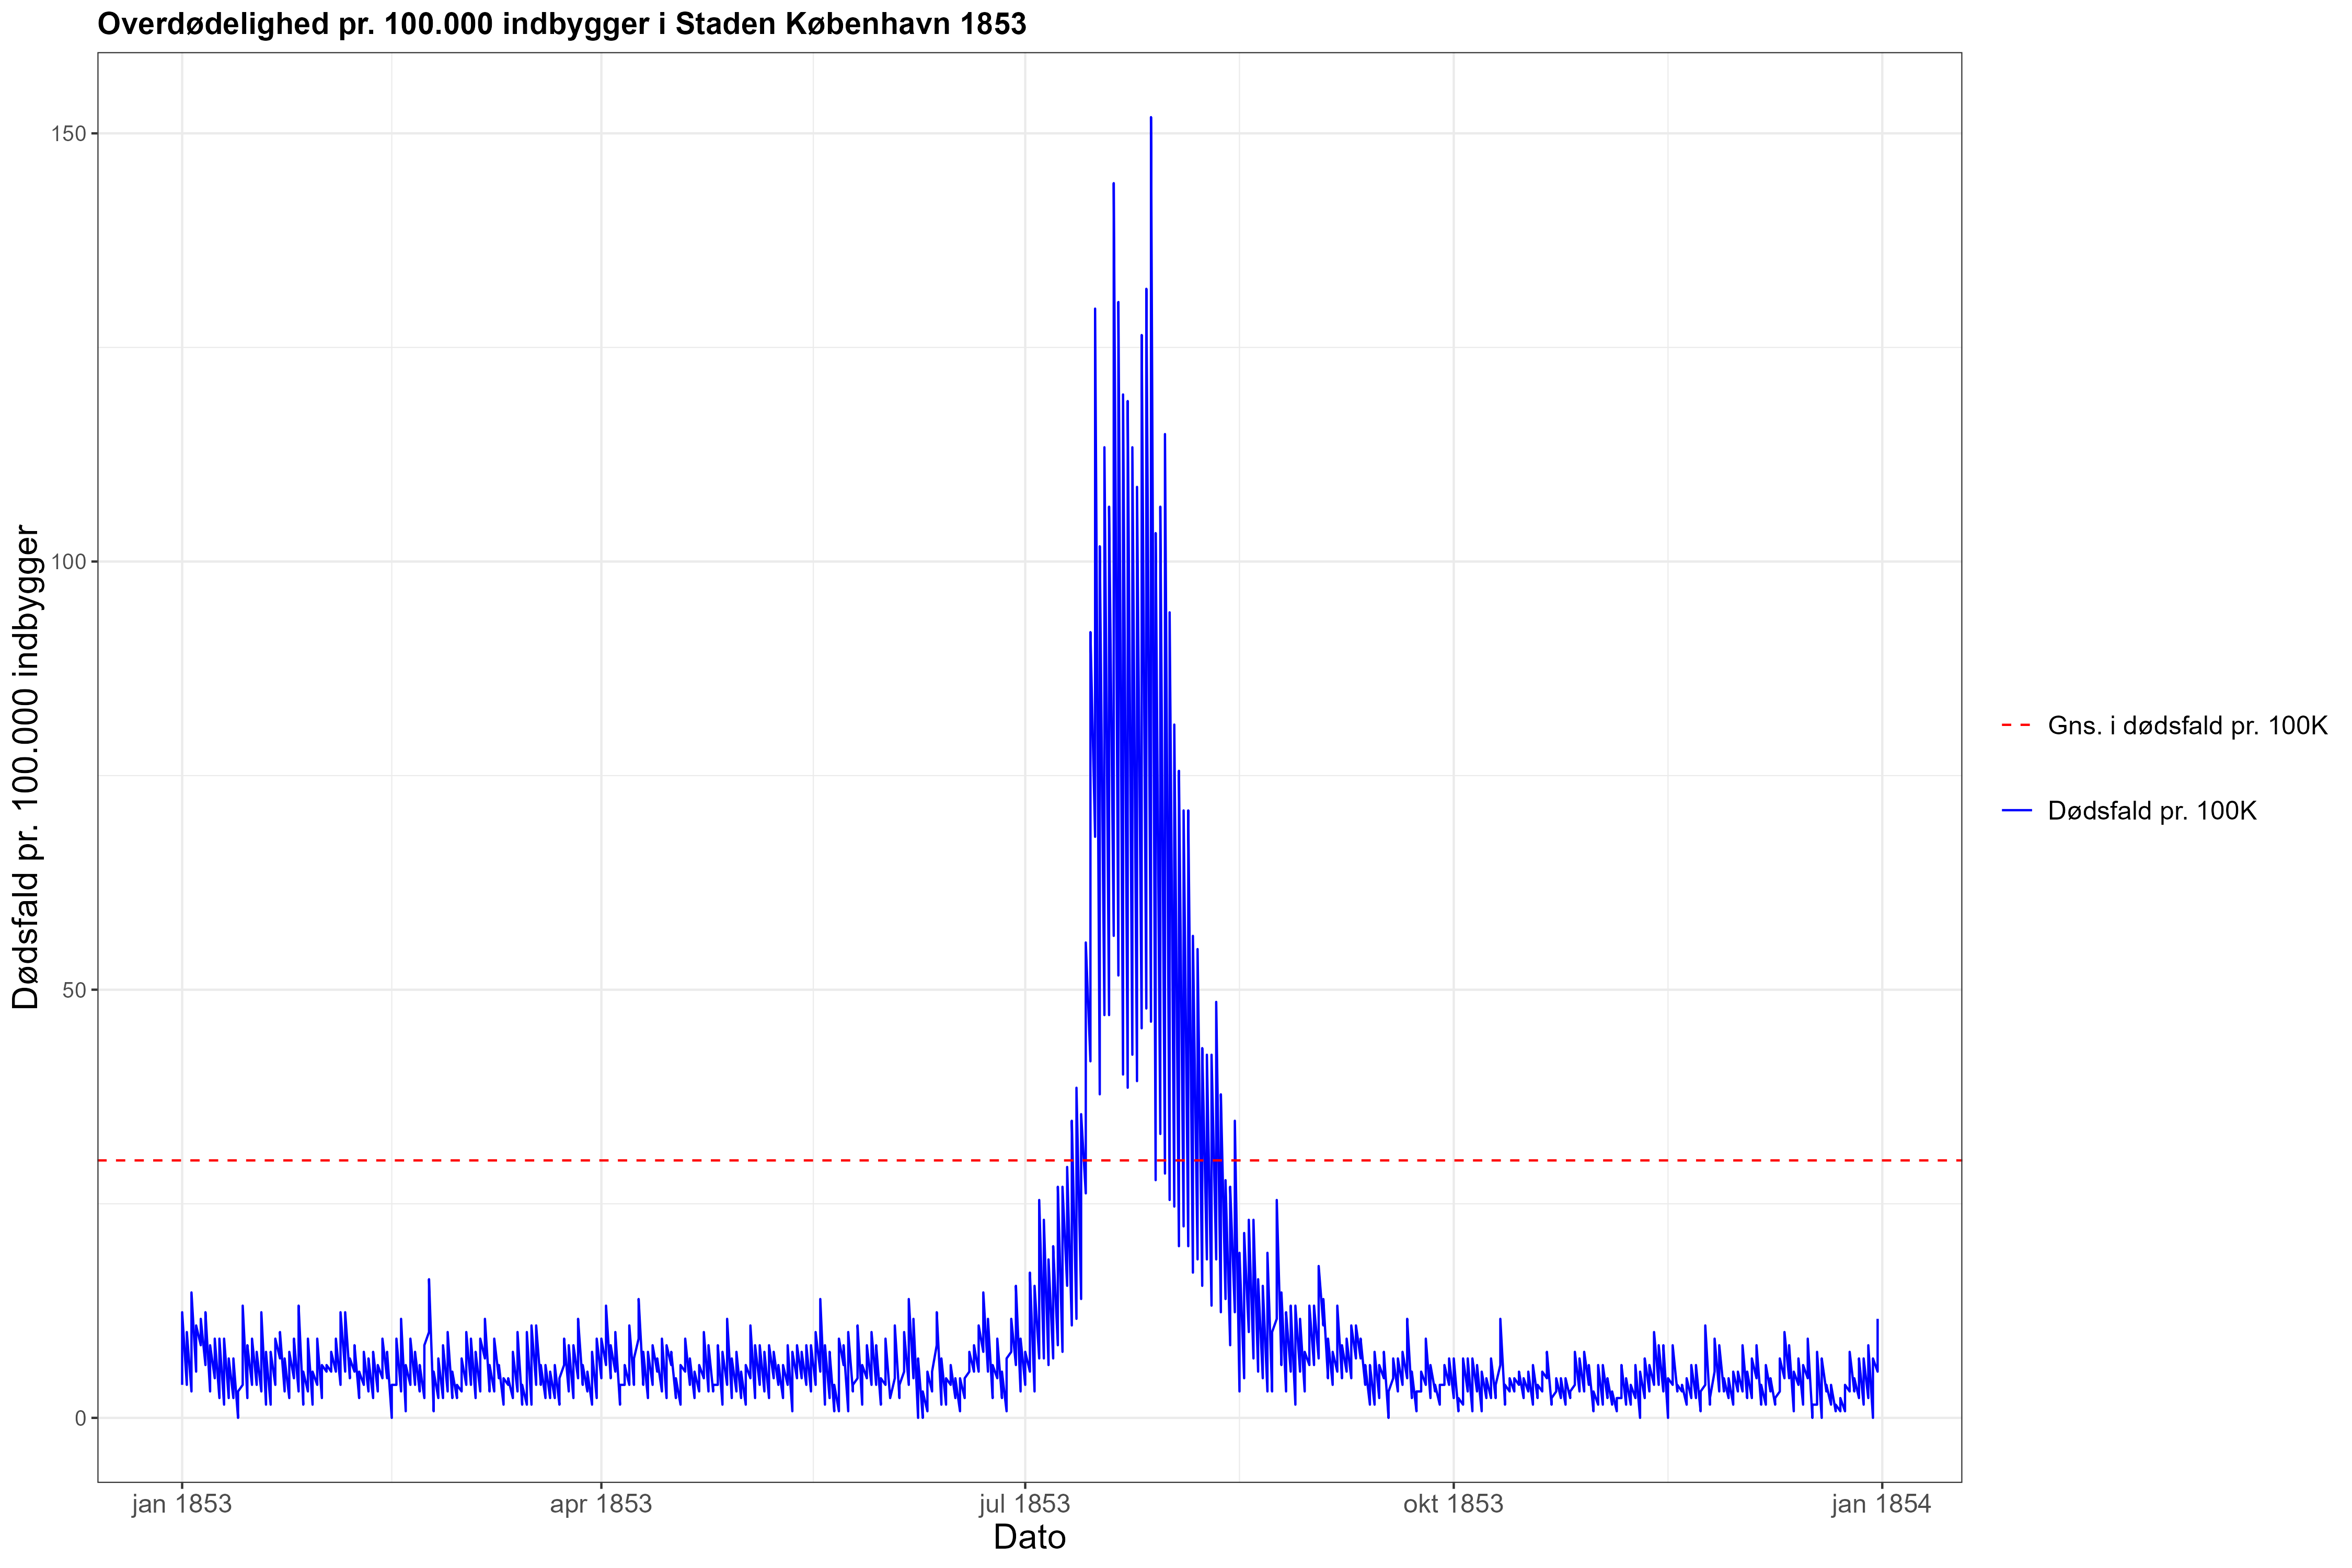 Overdødelighed pr. 100.000 indbygger i Staden København 1853
Dødsfald pr. 100.000 indbygger
150
100
50
0
jan 1853
apr 1853
jul 1853
okt 1853
jan 1854
Dato
Gns. i dødsfald pr. 100K
Dødsfald pr. 100K